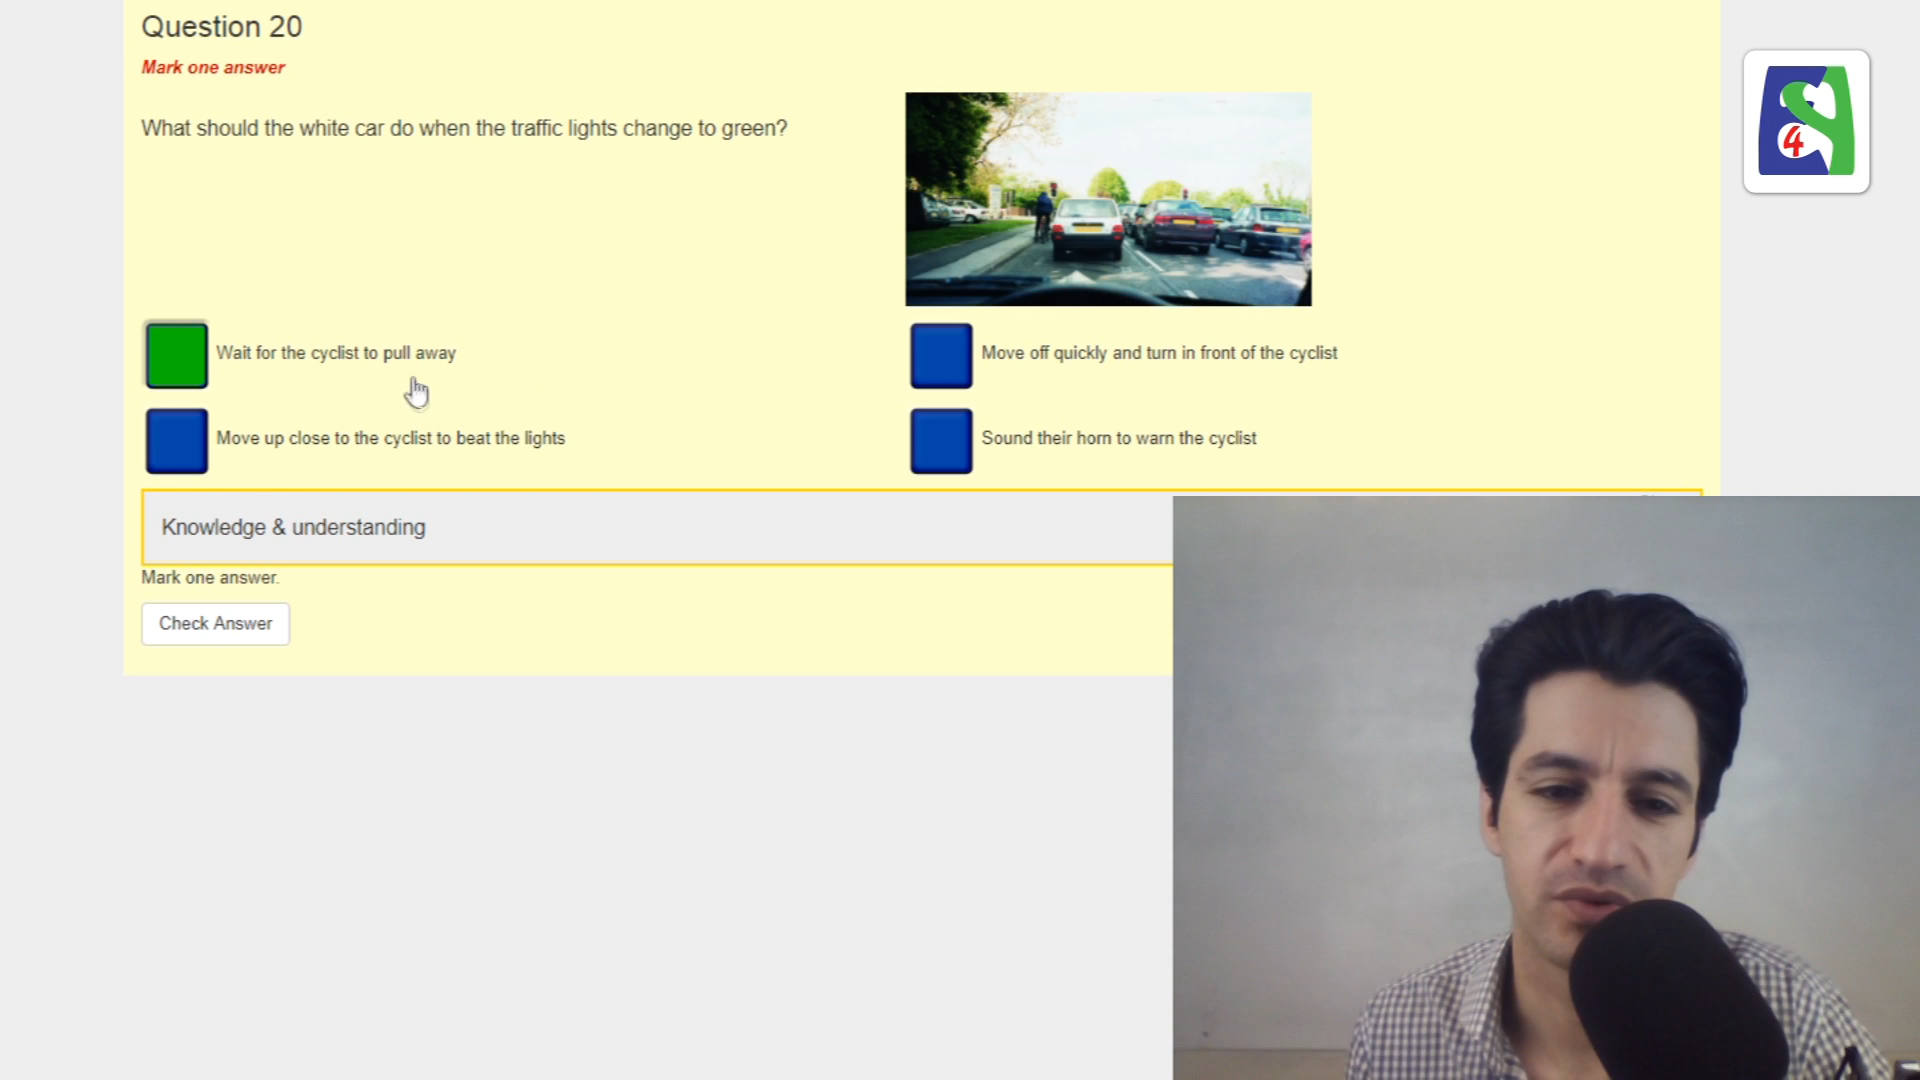 Question 20
Mark one answer
What should the white car do when the traffic lights change to green?
4
Wait for the cyclist to pull away
Move off quickly and turn in front of the cyclist
Move up close to the cyclist to beat the lights
Sound their horn to warn the cyclist
Knowledge & understanding
Mark one answer.
Check Answer